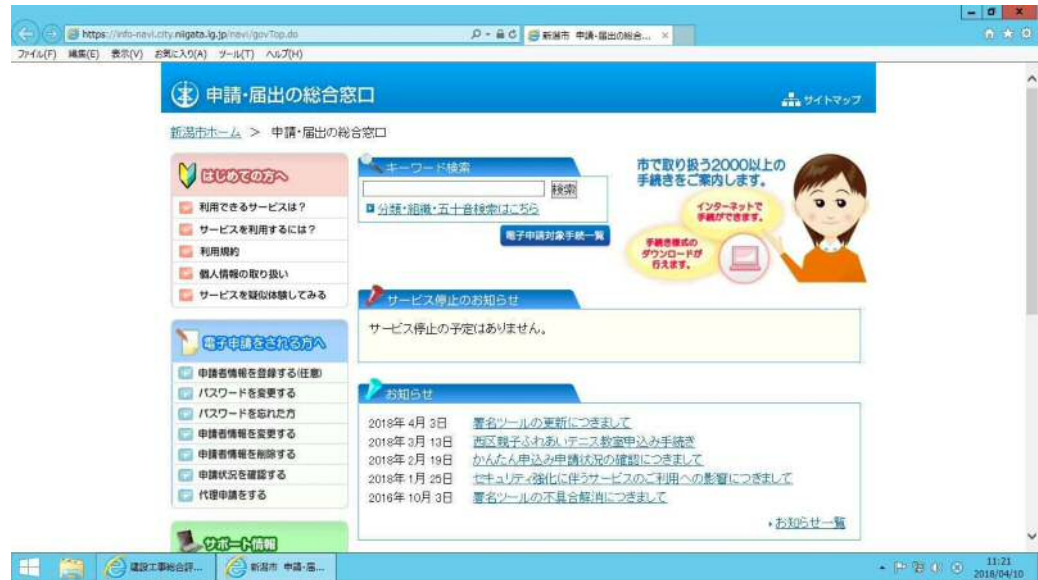 https://info-navi.city.niigata.lg.jp/navi/govTop.do
新潟市 申請・届出の総合...
ファイル(F) 編集(E) 表示(V) お気に入り(A) ツール(T) ヘルプ(H)
申請・届出の総合窓口
サイトマップ
新潟市ホーム > 申請・届出の総合窓口
はじめての方へ
利用できるサービスは？
サービスを利用するには？
利用規約
個人情報の取り扱い
サービスを疑似体験してみる
電子申請をされる方へ
申請者情報を登録する(任意)
パスワードを変更する
パスワードを忘れた方
申請者情報を変更する
申請者情報を削除する
申請状況を確認する
代理申請をする
サポート情報
キーワード検索
検索
分類・組織・五十音検索はこちら
電子申請対象手続一覧
市で取り扱う2000以上の
手続きをご案内します。
インターネットで
手続ができます。
手続き様式の
ダウンロードが
行えます。
サービス停止のお知らせ
サービス停止の予定はありません。
お知らせ
2018年 4月 3日 署名ツールの更新につきまして
2018年 3月 13日 西区親子ふれあいテニス教室申込み手続き
2018年 2月 19日 かんたん申込み申請状況の確認につきまして
2018年 1月 25日 セキュリティ強化に伴うサービスのご利用への影響につきまして
2016年 10月 3日 署名ツールの不具合解消につきまして
お知らせ一覧
建設工事総合評...
新潟市 申請・届...
11:21
2018/04/10